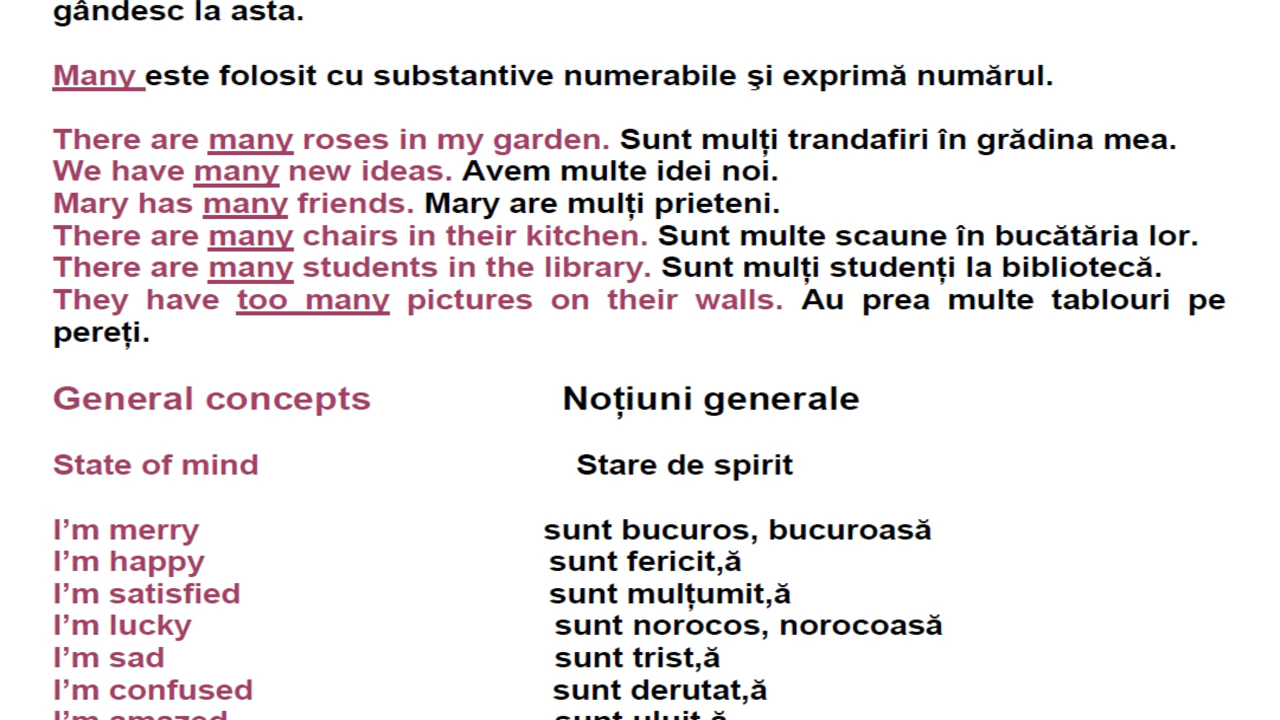 gândesc la asta.
Many este folosit cu substantive numerabile şi exprimă numărul.
There are many roses in my garden. Sunt mulți trandafiri în grădina mea.
We have many new ideas. Avem multe idei noi.
Mary has many friends. Mary are mulți prieteni.
There are many chairs in their kitchen. Sunt multe scaune în bucătăria lor.
There are many students in the library. Sunt mulți studenți la bibliotecă.
They have too many pictures on their walls. Au prea multe tablouri pe
pereți.
General concepts Noțiuni generale
State of mind Stare de spirit
I’m merry sunt bucuros, bucuroasă
I’m happy sunt fericit,ă
I’m satisfied sunt mulțumit,ă
I’m lucky sunt norocos, norocoasă
I’m sad sunt trist,ă
I’m confused sunt derutat,ă
I’m amazed sunt uluit,ă